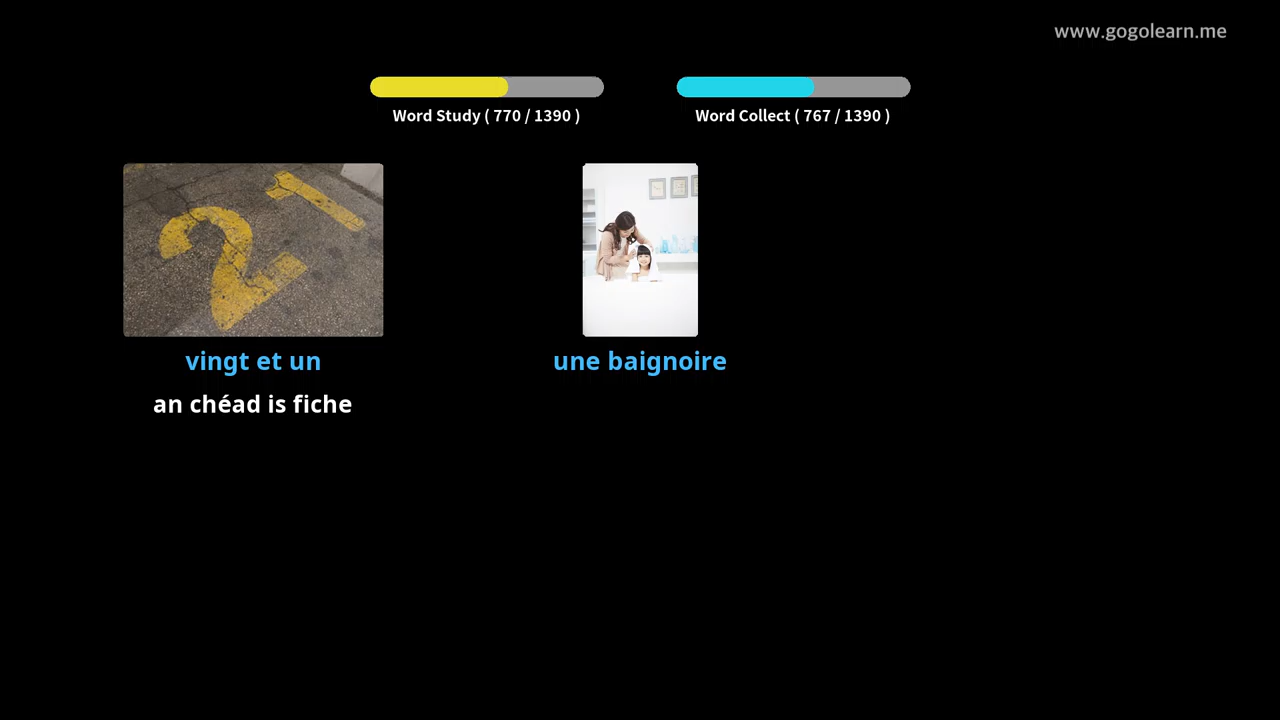 www.gogolearn.me
Word Study ( 770 / 1390 )
Word Collect ( 767 / 1390 )
21
vingt et un
une baignoire
an chéad is fiche